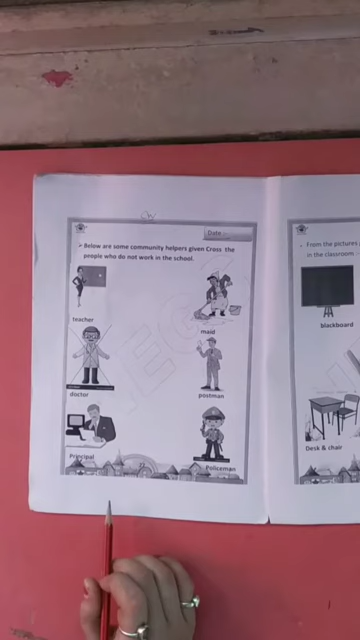 CW
Date :
Below are some community helpers given Cross the
people who do not work in the school.
teacher
maid
doctor
postman
Principal
Policeman
From the pictures
in the classroom :-
blackboard
Desk & chair